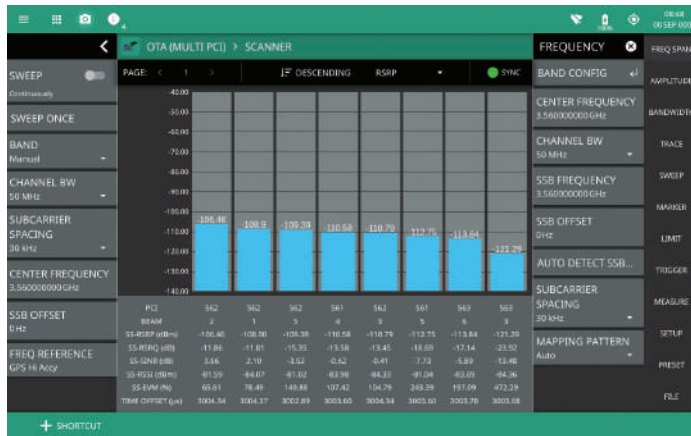 100%
08:48
00 SEP 000
OTA (MULTI PCI) > SCANNER
FREQUENCY
FREQ SPAN
SWEEP
Continuously
PAGE: < 1 >
DESCENDING
RSRP
SYNC
BAND CONFIG
AMPLITUDE
SWEEP ONCE
CENTER FREQUENCY
3.560000000 GHz
BANDWIDTH
BAND
Manual
CHANNEL BW
50 MHz
TRACE
CHANNEL BW
50 MHz
SSB FREQUENCY
3.560000000 GHz
SWEEP
MARKER
SUBCARRIER
SPACING
30 kHz
SSB OFFSET
0 Hz
LIMIT
CENTER FREQUENCY
3.560000000 GHz
AUTO DETECT SSB...
TRIGGER
SSB OFFSET
0 Hz
SUBCARRIER
SPACING
30 kHz
MEASURE
FREQ REFERENCE
GPS Hi Accy
MAPPING PATTERN
Auto
SETUP
PRESET
FILE
-40.00
-50.00
-60.00
-70.00
-80.00
-90.00
-100.00
-110.00
-120.00
-130.00
-140.00
-106.46 -108.9 -109.39 -110.58 -110.79 -112.75 -113.84 -121.29
PCI 562 562 562 561 564 561 563 563
BEAM 2 1 5 4 3 5 6 3
SS-RSRP (dBm) -106.46 -108.90 -109.39 -110.58 -110.79 -112.75 -113.84 -121.29
SS-RSRQ (dB) -11.86 -11.81 -15.35 -13.58 -13.45 -18.69 -17.14 -23.92
SS-SINR (dB) 3.66 2.10 -3.52 -0.62 -0.41 -7.73 -5.89 -13.48
SS-RSSI (dBm) -81.59 -84.07 -81.02 -83.98 -84.33 -81.04 -83.69 -84.36
SS-EVM (%) 65.61 78.49 149.88 107.42 104.79 243.39 197.09 472.29
TIME OFFSET (µs) 3004.34 3004.37 3002.89 3003.60 3004.34 3003.60 3003.70 3003.68
+ SHORTCUT